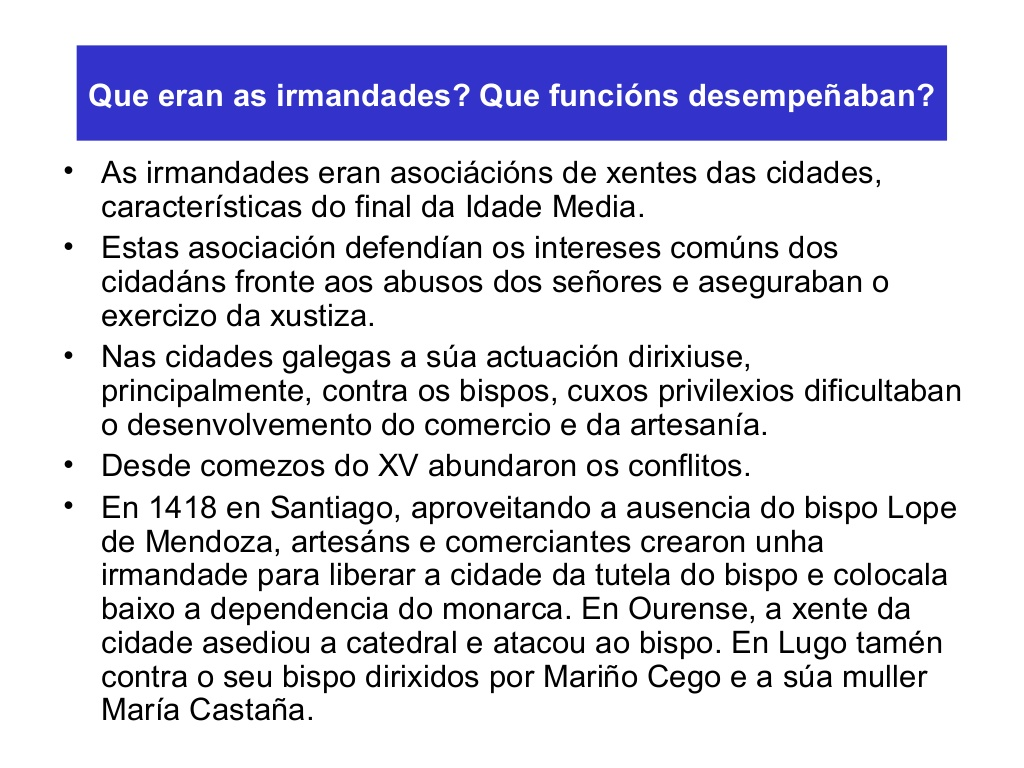 Que eran as irmandades? Que funcións desempeñaban?
• As irmandades eran asociácións de xentes das cidades,
características do final da Idade Media.
• Estas asociación defendían os intereses comúns dos
cidadáns fronte aos abusos dos señores e aseguraban o
exercizo da xustiza.
• Nas cidades galegas a súa actuación dirixiuse,
principalmente, contra os bispos, cuxos privilexios dificultaban
o desenvolvemento do comercio e da artesanía.
• Desde comezos do XV abundaron os conflitos.
• En 1418 en Santiago, aproveitando a ausencia do bispo Lope
de Mendoza, artesáns e comerciantes crearon unha
irmandade para liberar a cidade da tutela do bispo e colocala
baixo a dependencia do monarca. En Ourense, a xente da
cidade asediou a catedral e atacou ao bispo. En Lugo tamén
contra o seu bispo dirixidos por Mariño Cego e a súa muller
María Castaña.